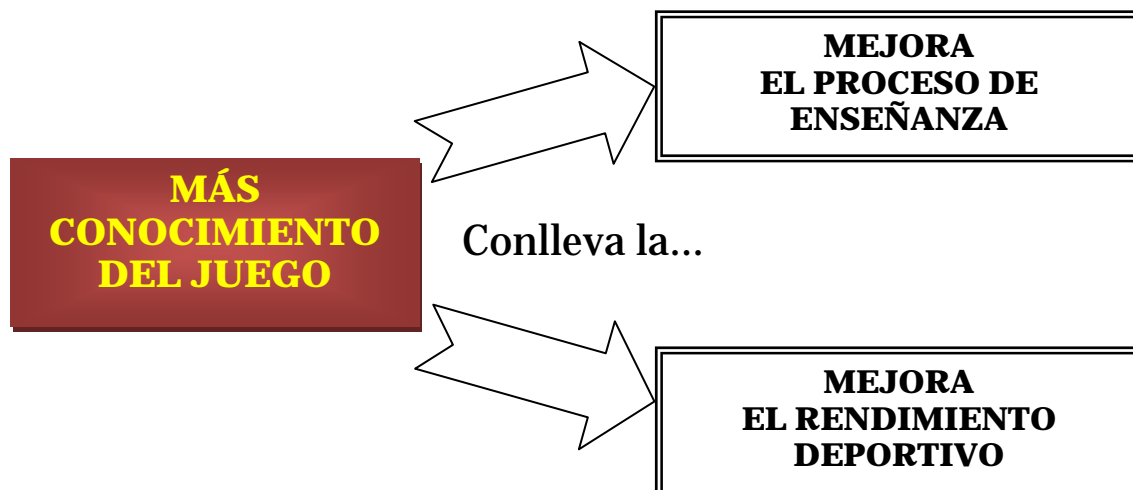 MEJORA
EL PROCESO DE
ENSEÑANZA
MÁS
CONOCIMIENTO
DEL JUEGO
Conlleva la...
MEJORA
EL RENDIMIENTO
DEPORTIVO